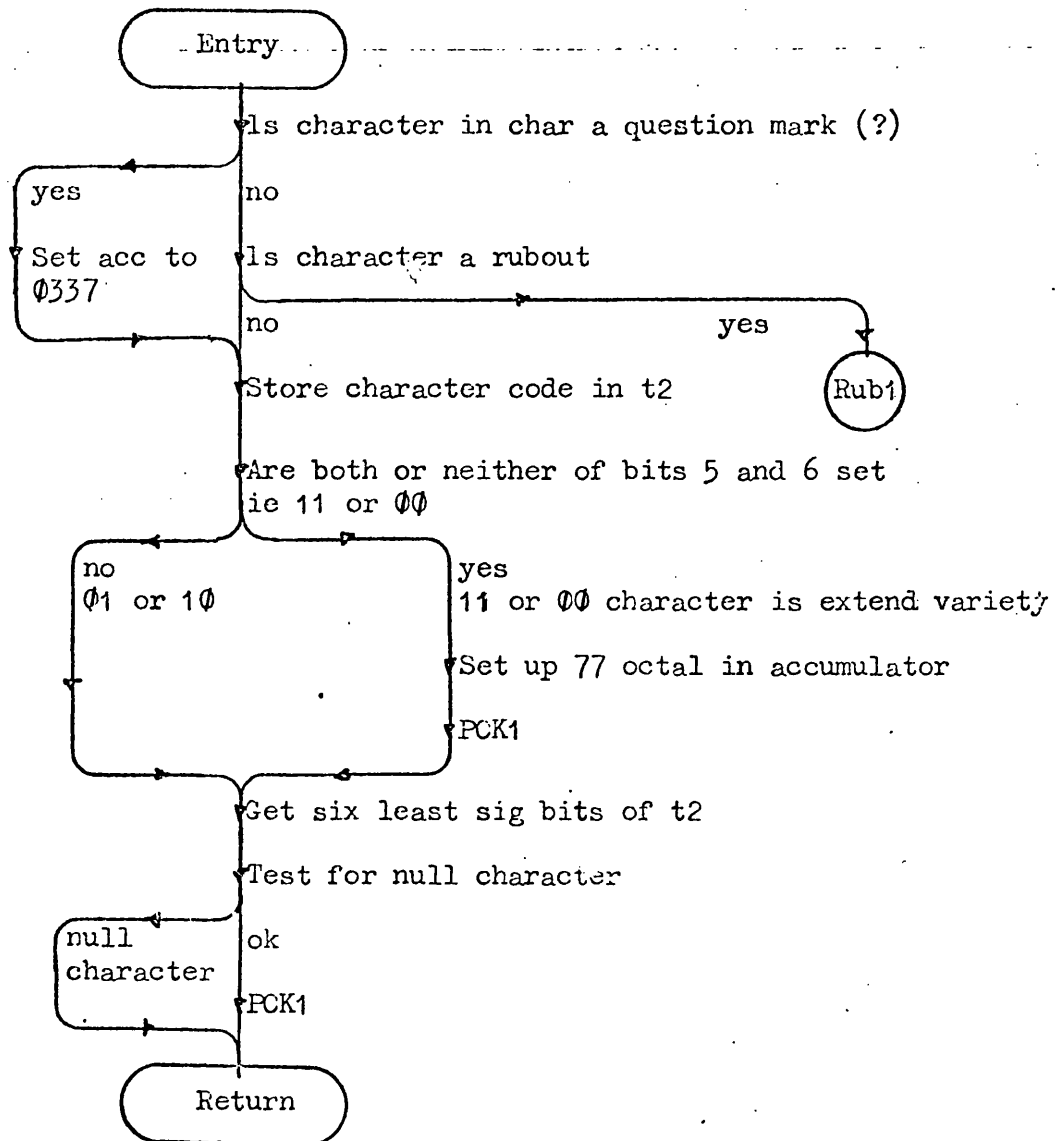 Entry
Is character in char a question mark (?)
yes
no
Set acc to
Ø337
Is character a rubout
no
yes
Rub1
Store character code in t2
Are both or neither of bits 5 and 6 set
ie 11 or ØØ
no
Ø1 or 1Ø
yes
11 or ØØ character is extend variety
Set up 77 octal in accumulator
PCK1
Get six least sig bits of t2
Test for null character
null
character
ok
PCK1
Return